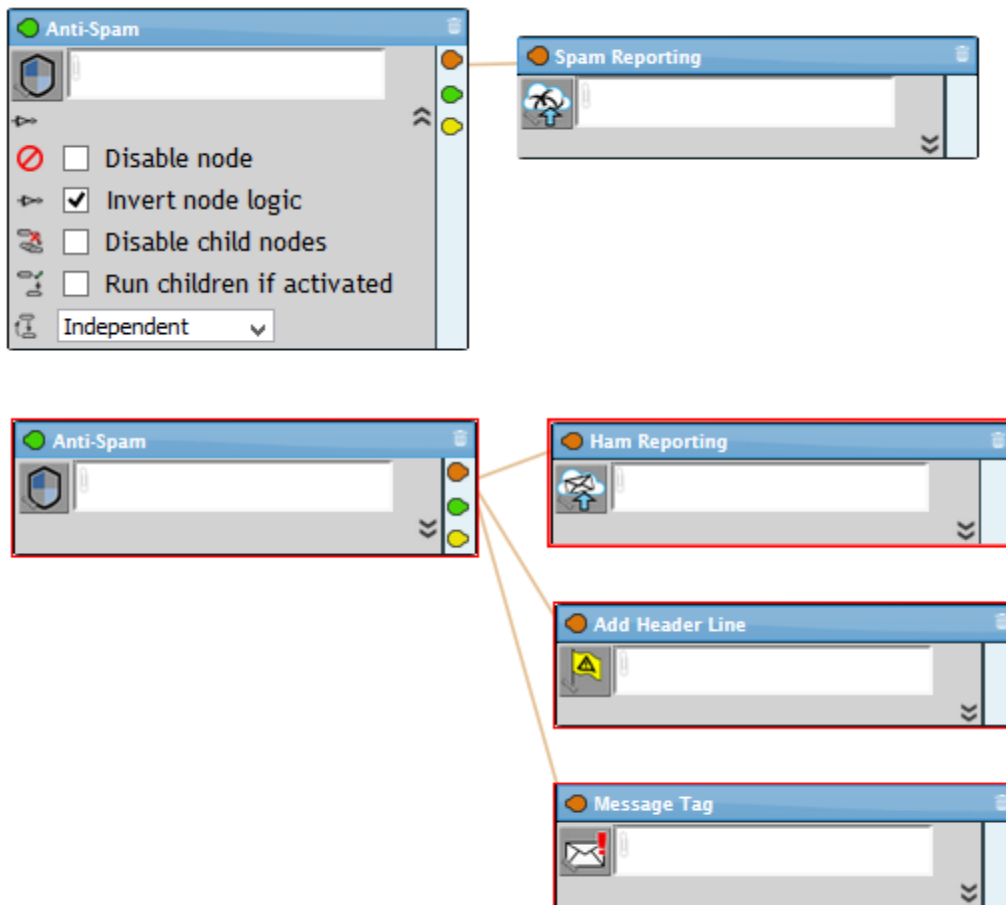 Anti-Spam
Spam Reporting
Disable node
Invert node logic
Disable child nodes
Run children if activated
Independent
Anti-Spam
Ham Reporting
Add Header Line
Message Tag